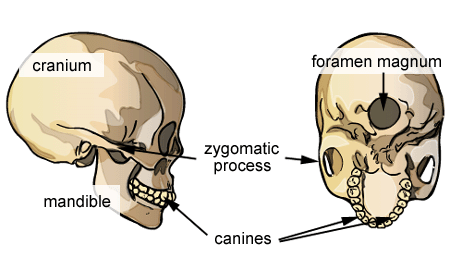 cranium
foramen magnum
zygomatic
process
mandible
canines